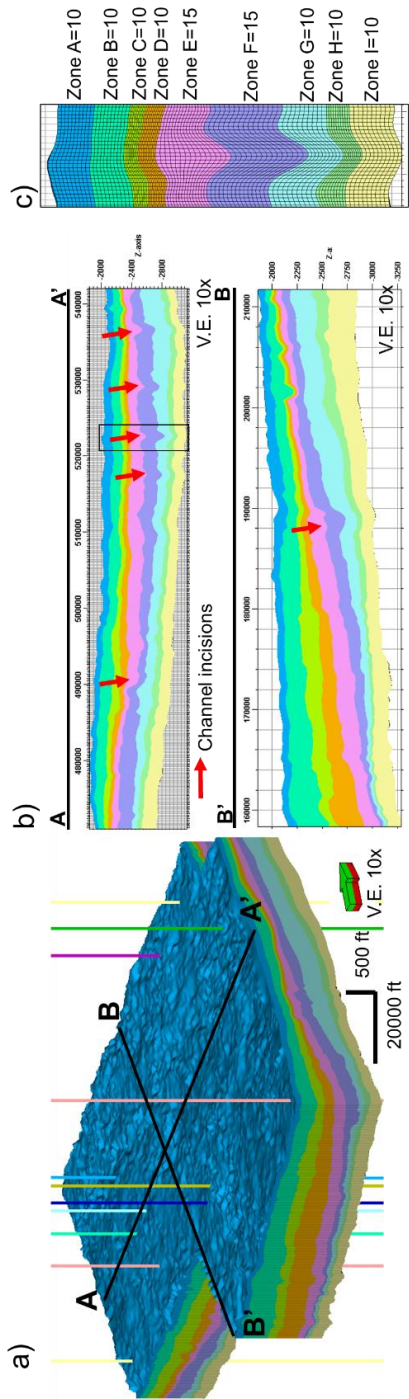 a)
A
B
A'
B'
500 ft
20000 ft
V.E. 10x
b)
A
A'
480000
490000
500000
510000
520000
530000
540000
-2000
-2400
-2800
Z-axis
V.E. 10x
Channel incisions
B'
B
160000
170000
180000
190000
200000
210000
-2000
-2250
-2500
-2750
-3000
-3250
Z-a:
V.E. 10x
c)
Zone A=10
Zone B=10
Zone C=10
Zone D=10
Zone E=15
Zone F=15
Zone G=10
Zone H=10
Zone I=10